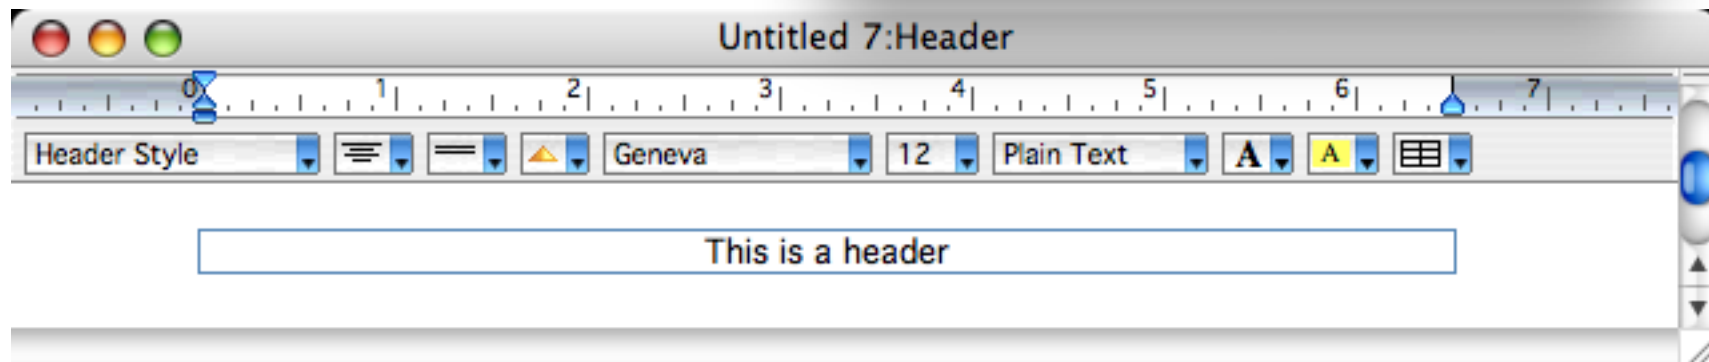 Untitled 7:Header
0 1 2 3 4 5 6 7
Header Style Geneva 12 Plain Text A A
This is a header